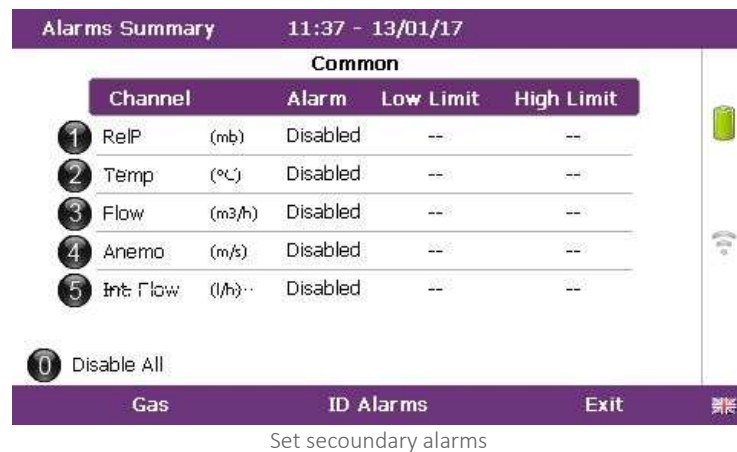 Alarms Summary 11:37 - 13/01/17
Common
Channel Alarm Low Limit High Limit
1 RelP (mb) Disabled -- --
2 Temp (°C) Disabled -- --
3 Flow (m3/h) Disabled -- --
4 Anemo (m/s) Disabled -- --
5 Int. Flow (l/h) Disabled -- --
0 Disable All
Gas ID Alarms Exit
Set secoundary alarms